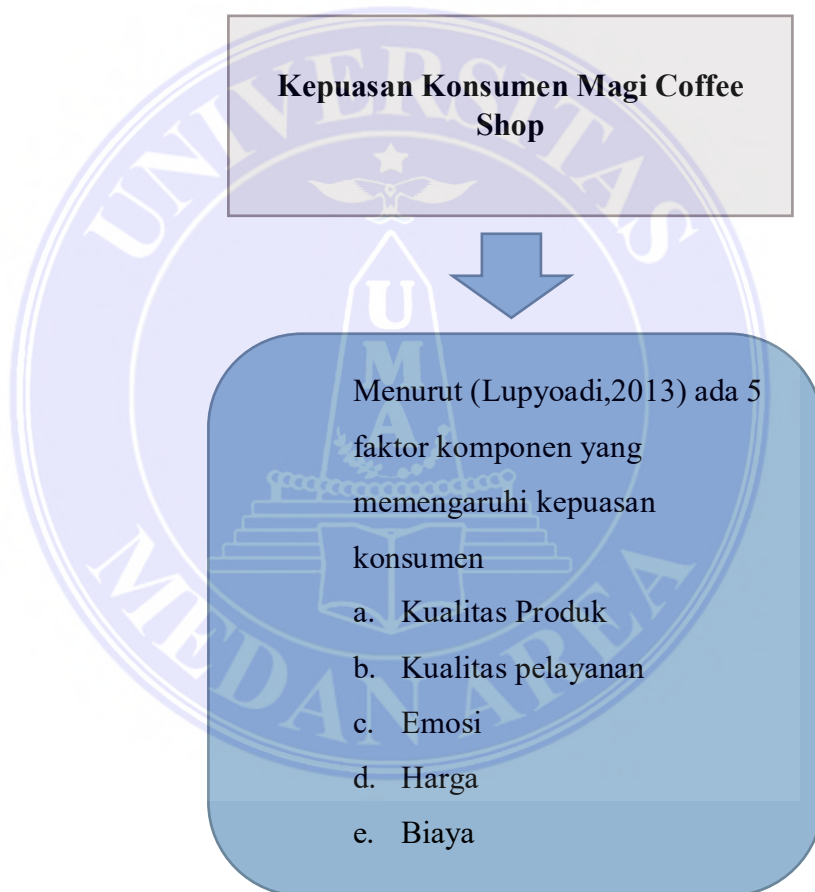 Kepuasan Konsumen Magi Coffee
Shop
UNIVERSITAS
UMA
Menurut (Lupyoadi,2013) ada 5
faktor komponen yang
memengaruhi kepuasan
konsumen
a. Kualitas Produk
b. Kualitas pelayanan
c. Emosi
d. Harga
e. Biaya
MEDAN AREA